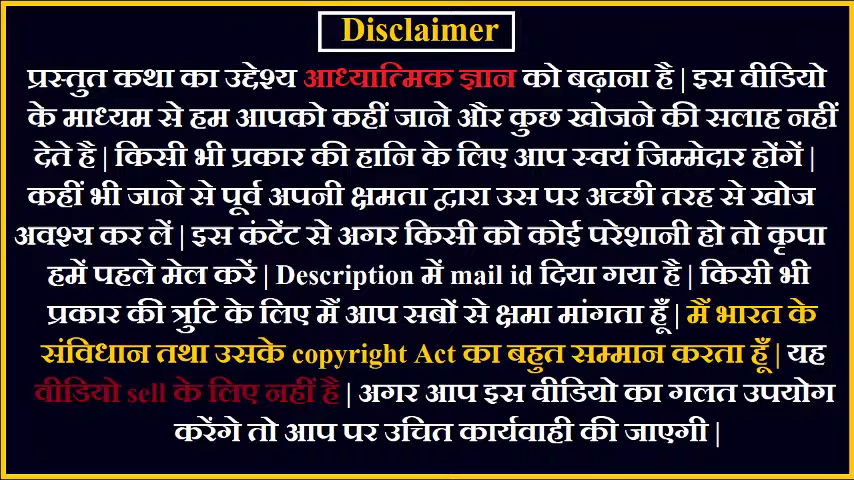 Disclaimer
प्रस्तुत कथा का उद्देश्य आध्यात्मिक ज्ञान को बढ़ाना है | इस वीडियो
के माध्यम से हम आपको कहीं जाने और कुछ खोजने की सलाह नहीं
देते है | किसी भी प्रकार की हानि के लिए आप स्वयं जिम्मेदार होंगें |
कहीं भी जाने से पूर्व अपनी क्षमता द्वारा उस पर अच्छी तरह से खोज
अवश्य कर लें | इस कंटेंट से अगर किसी को कोई परेशानी हो तो कृपा
हमें पहले मेल करें | Description में mail id दिया गया है | किसी भी
प्रकार की त्रुटि के लिए मैं आप सबों से क्षमा मांगता हूँ | मैं भारत के
संविधान तथा उसके copyright Act का बहुत सम्मान करता हूँ | यह
वीडियो sell के लिए नहीं है | अगर आप इस वीडियो का गलत उपयोग
करेंगे तो आप पर उचित कार्यवाही की जाएगी |